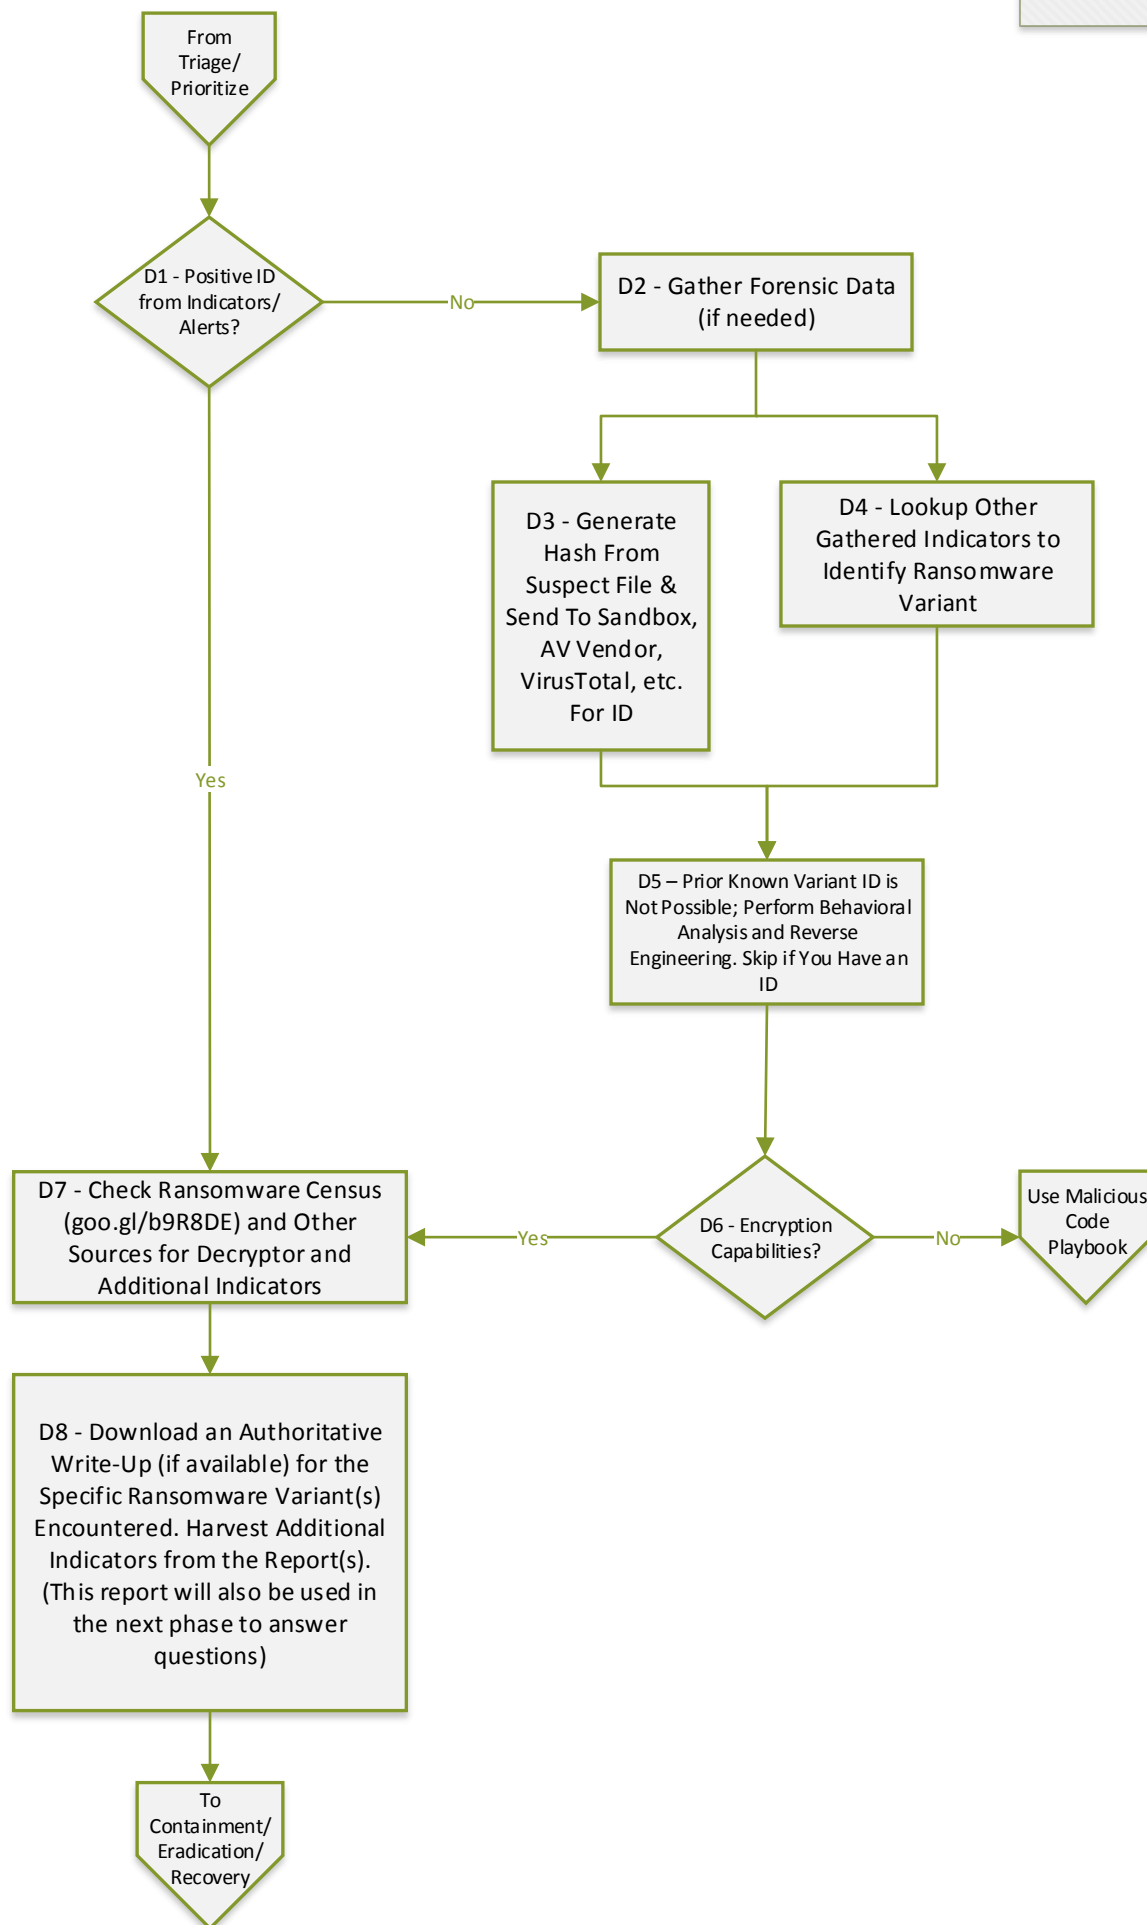 From
Triage/
Prioritize
D1 - Positive ID
from Indicators/
Alerts?
No
D2 - Gather Forensic Data
(if needed)
D3 - Generate
Hash From
Suspect File &
Send To Sandbox,
AV Vendor,
VirusTotal, etc.
For ID
D4 - Lookup Other
Gathered Indicators to
Identify Ransomware
Variant
Yes
D5 – Prior Known Variant ID is
Not Possible; Perform Behavioral
Analysis and Reverse
Engineering. Skip if You Have an
ID
D7 - Check Ransomware Census
(goo.gl/b9R8DE) and Other
Sources for Decryptor and
Additional Indicators
Yes
D6 - Encryption
Capabilities?
No
Use Malicious
Code
Playbook
D8 - Download an Authoritative
Write-Up (if available) for the
Specific Ransomware Variant(s)
Encountered. Harvest Additional
Indicators from the Report(s).
(This report will also be used in
the next phase to answer
questions)
To
Containment/
Eradication/
Recovery